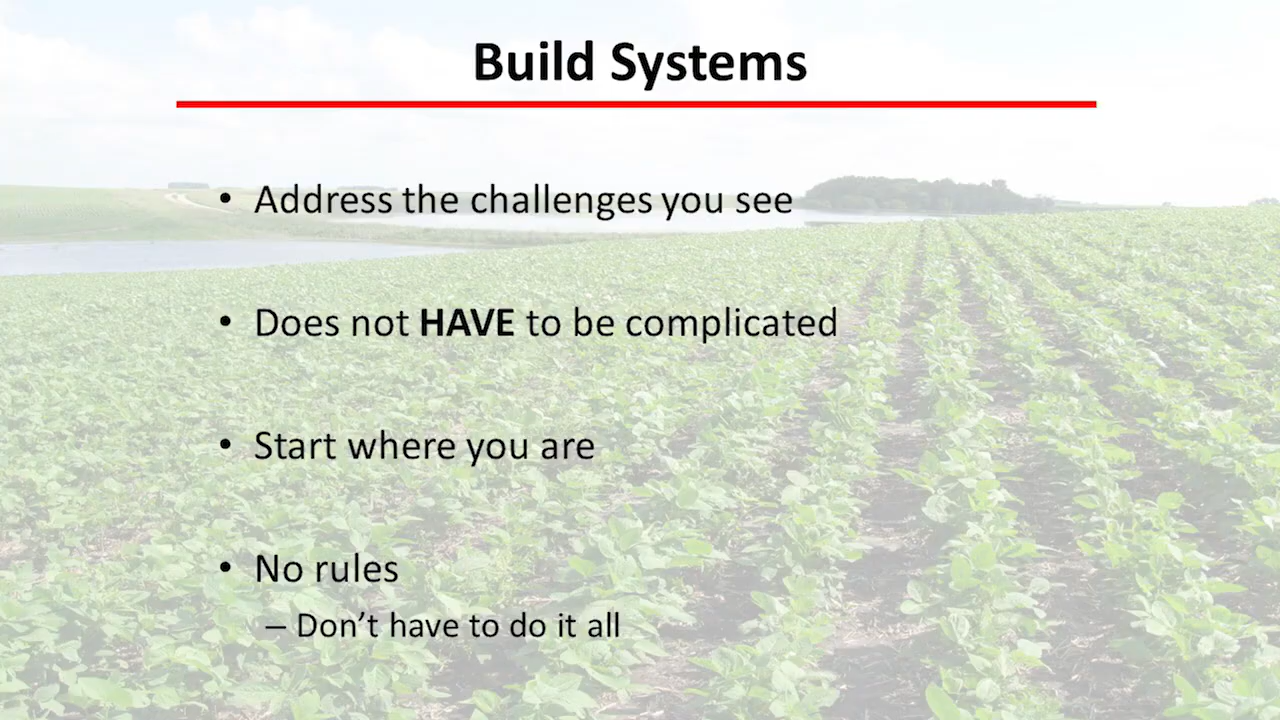 Build Systems
• Address the challenges you see
• Does not HAVE to be complicated
• Start where you are
• No rules
– Don’t have to do it all